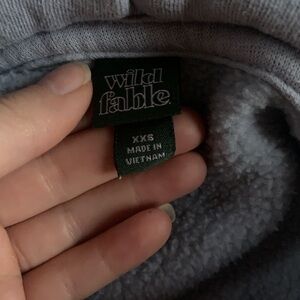 wild
fable.
XXS
MADE IN
VIETNAM